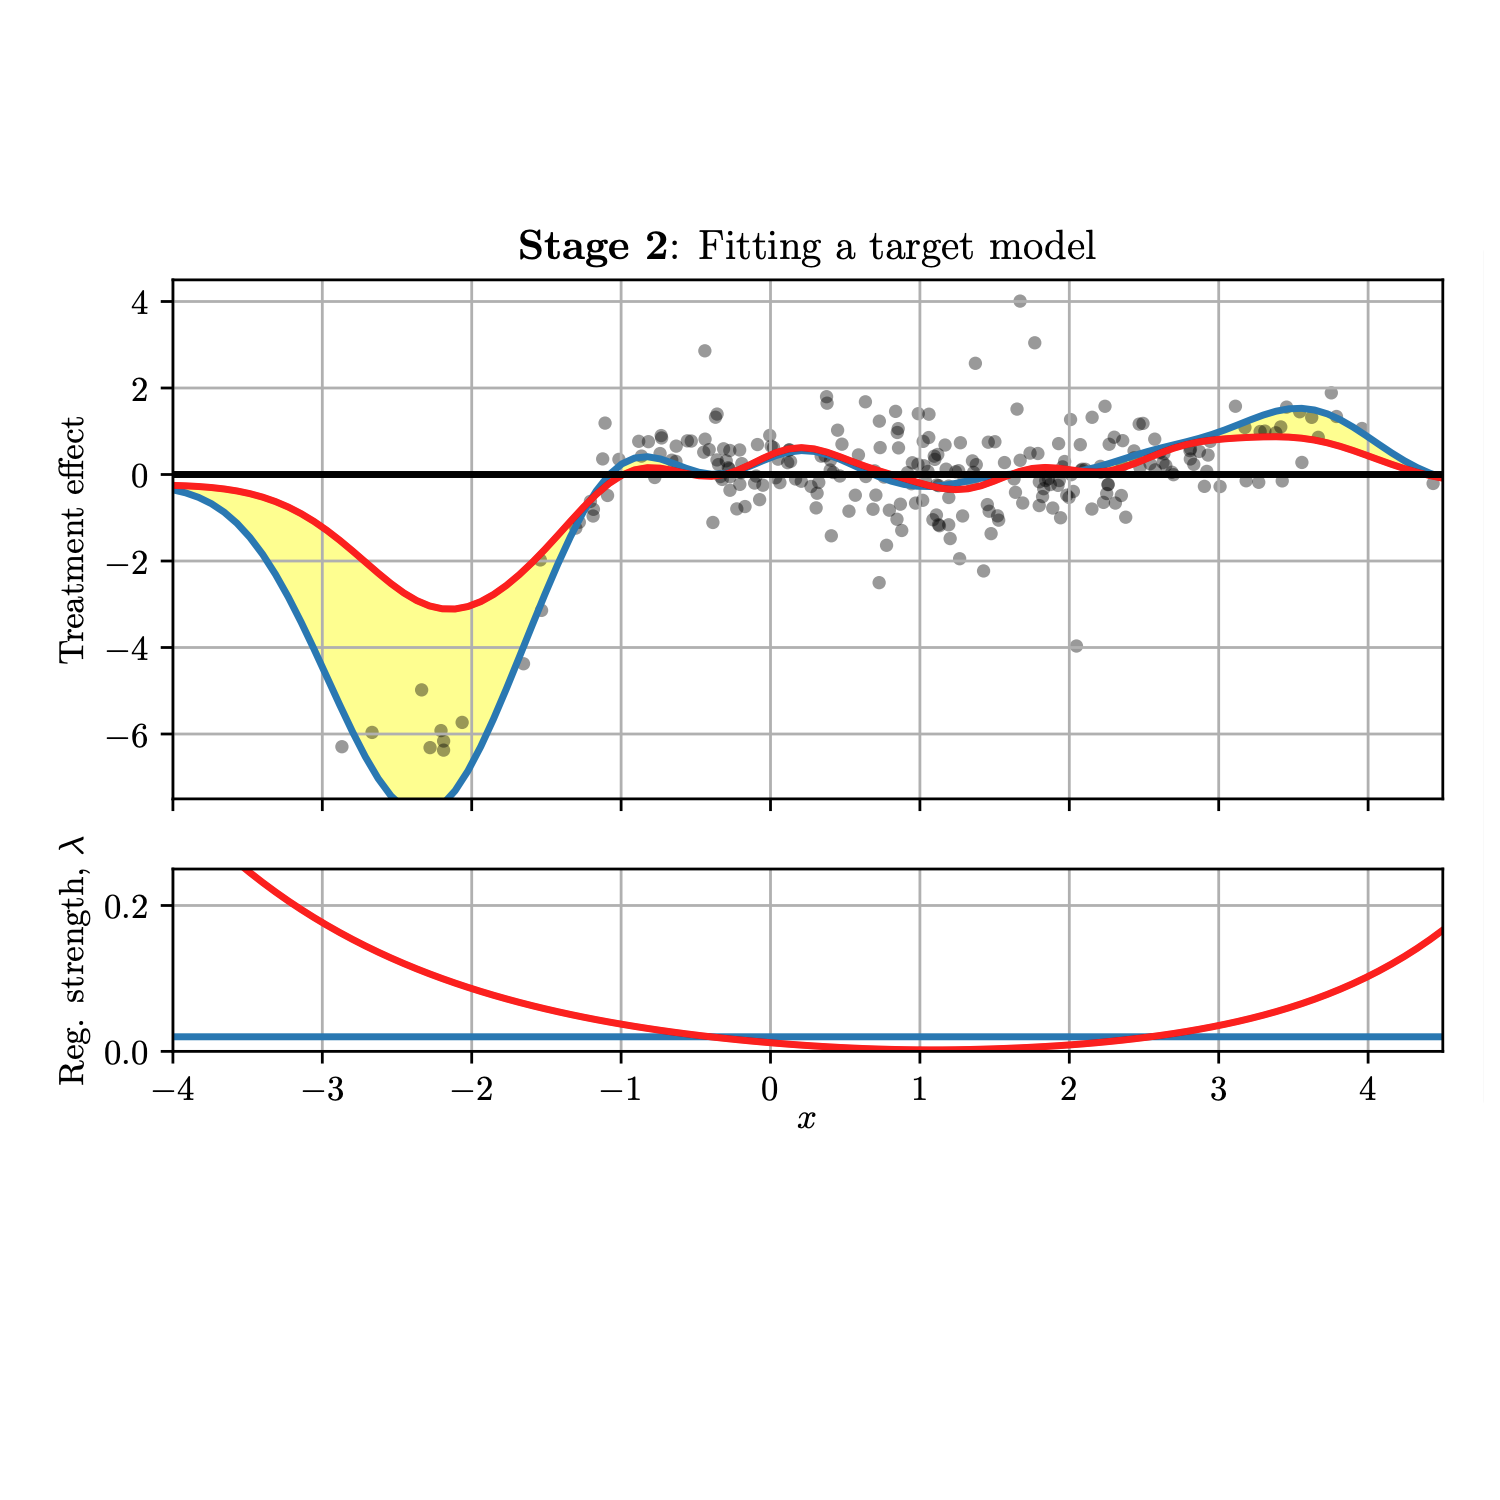 Stage 2: Fitting a target model
Treatment effect
4
2
0
−2
−4
−6
Reg. strength, λ
0.2
0.0
−4 −3 −2 −1 0 1 2 3 4
x